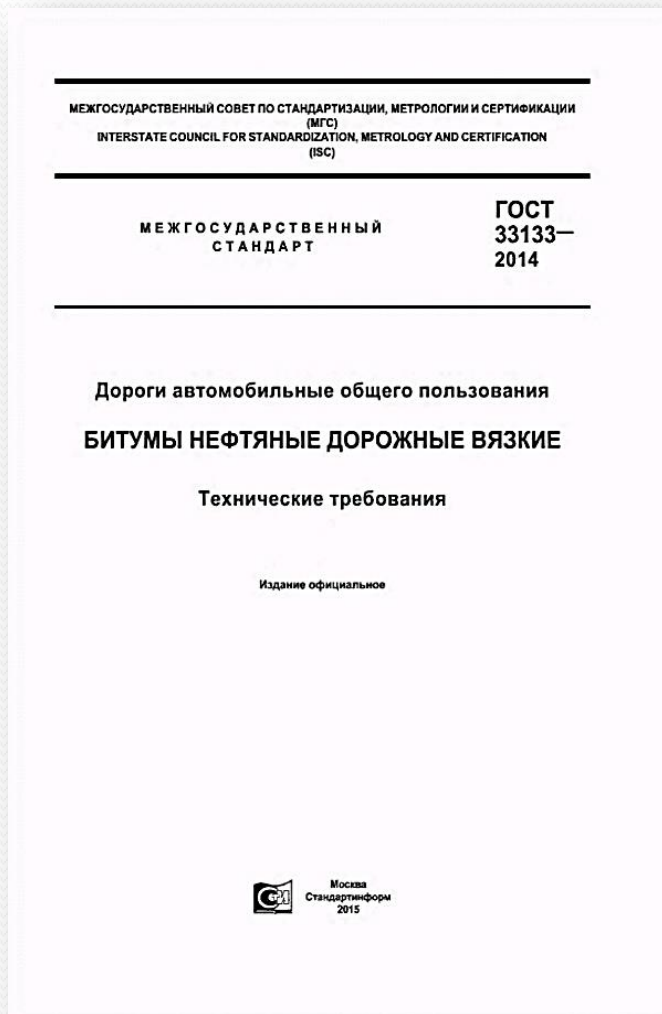 МЕЖГОСУДАРСТВЕННЫЙ СОВЕТ ПО СТАНДАРТИЗАЦИИ, МЕТРОЛОГИИ И СЕРТИФИКАЦИИ
(МГС)
INTERSTATE COUNCIL FOR STANDARDIZATION, METROLOGY AND CERTIFICATION
(ISC)
МЕЖГОСУДАРСТВЕННЫЙ
СТАНДАРТ
ГОСТ
33133—
2014
Дороги автомобильные общего пользования
БИТУМЫ НЕФТЯНЫЕ ДОРОЖНЫЕ ВЯЗКИЕ
Технические требования
Издание официальное
Москва
Стандартинформ
2015